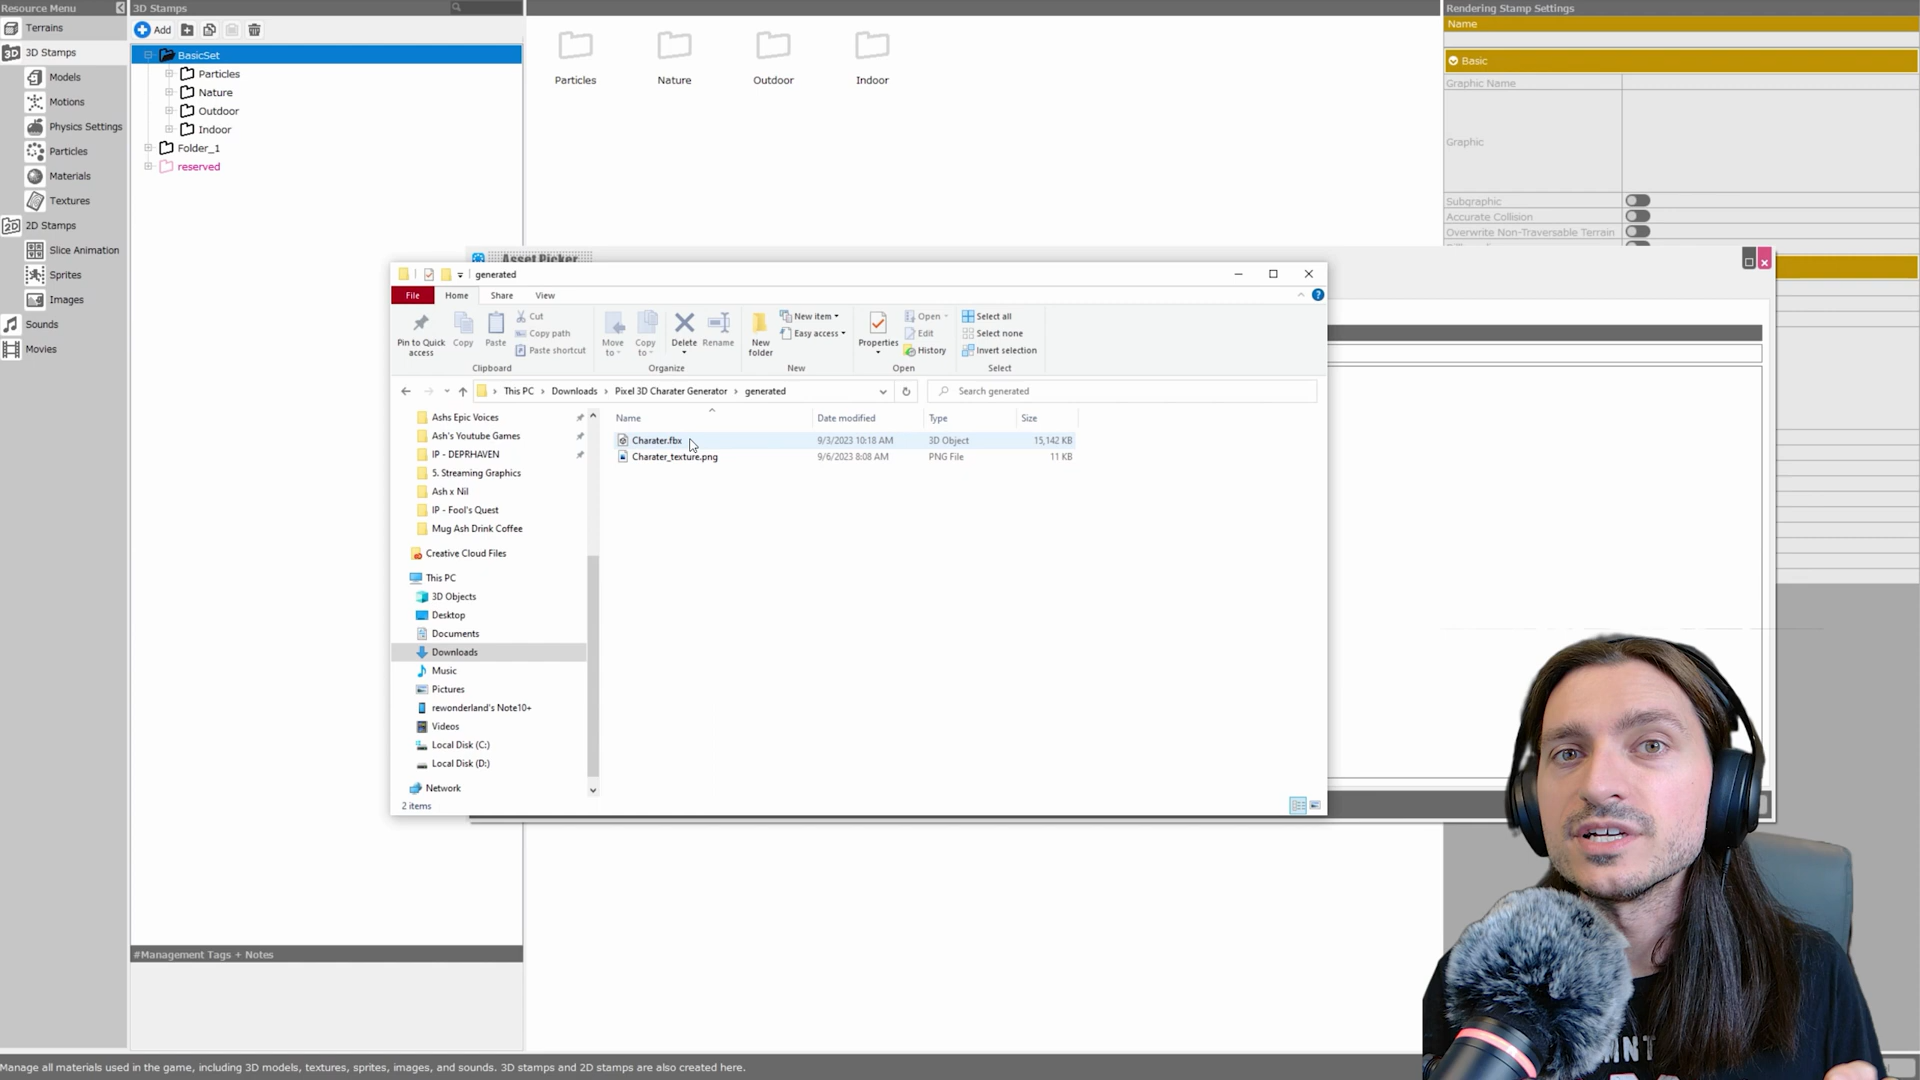 Resource Menu
Terrains
3D Stamps
Models
Motions
Physics Settings
Particles
Materials
Textures
2D Stamps
Slice Animation
Sprites
Images
Sounds
Movies
3D Stamps
Add
BasicSet
Particles
Nature
Outdoor
Indoor
Folder_1
reserved
#Management Tags + Notes
Particles
Nature
Outdoor
Indoor
Rendering Stamp Settings
Name
Basic
Graphic Name
Graphic
Subgraphic
Accurate Collision
Overwrite Non-Traversable Terrain
Asset Picker
generated
File
Home
Share
View
Pin to Quick access
Copy
Paste
Cut
Copy path
Paste shortcut
Clipboard
Move to
Copy to
Delete
Rename
Organize
New folder
New item
Easy access
New
Properties
Open
Edit
History
Open
Select all
Select none
Invert selection
Select
This PC > Downloads > Pixel 3D Charater Generator > generated
Search generated
Ashs Epic Voices
Ash's Youtube Games
IP - DEPRHAVEN
5. Streaming Graphics
Ash x Nil
IP - Fool's Quest
Mug Ash Drink Coffee
Creative Cloud Files
This PC
3D Objects
Desktop
Documents
Downloads
Music
Pictures
rewonderland's Note10+
Videos
Local Disk (C:)
Local Disk (D:)
Network
Name Date modified Type Size
Charater.fbx 9/3/2023 10:18 AM 3D Object 15,142 KB
Charater_texture.png 9/6/2023 8:08 AM PNG File 11 KB
2 items
Manage all materials used in the game, including 3D models, textures, sprites, images, and sounds. 3D stamps and 2D stamps are also created here.